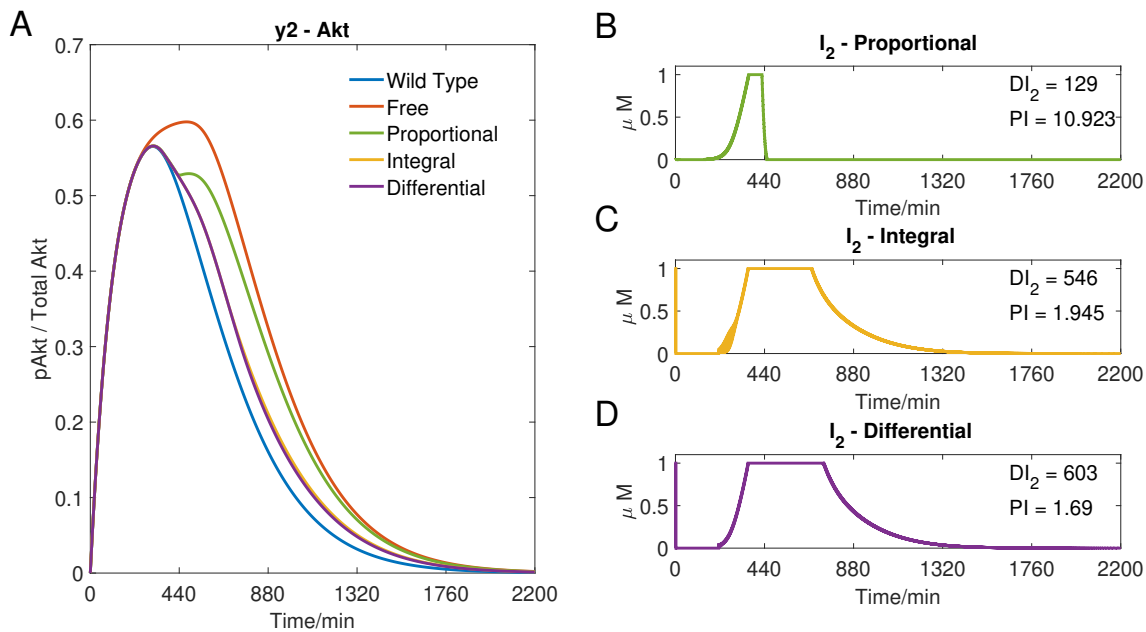 A
y2 - Akt
0.7
0.6
0.5
0.4
0.3
0.2
0.1
0
pAkt / Total Akt
Wild Type
Free
Proportional
Integral
Differential
0 440 880 1320 1760 2200
Time/min
B
I2 - Proportional
1
0.5
0
μ M
DI2 = 129
PI = 10.923
0 440 880 1320 1760 2200
Time/min
C
I2 - Integral
1
0.5
0
μ M
DI2 = 546
PI = 1.945
0 440 880 1320 1760 2200
Time/min
D
I2 - Differential
1
0.5
0
μ M
DI2 = 603
PI = 1.69
0 440 880 1320 1760 2200
Time/min